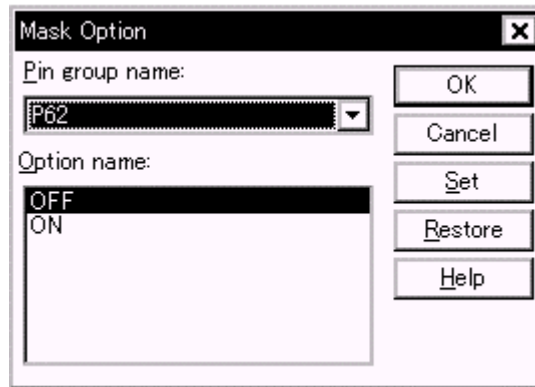 Mask Option
Pin group name:
P62
Option name:
OFF
ON
OK
Cancel
Set
Restore
Help